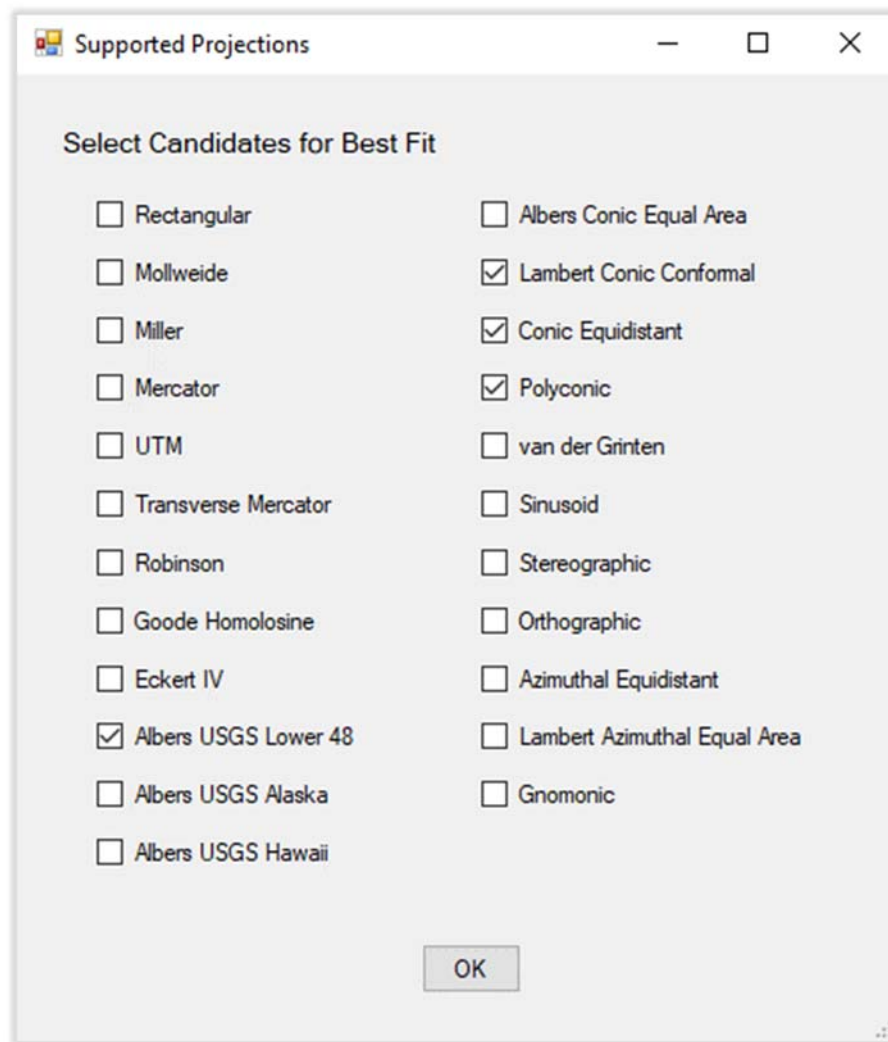 Supported Projections
Select Candidates for Best Fit
Rectangular
Mollweide
Miller
Mercator
UTM
Transverse Mercator
Robinson
Goode Homolosine
Eckert IV
Albers USGS Lower 48
Albers USGS Alaska
Albers USGS Hawaii
Albers Conic Equal Area
Lambert Conic Conformal
Conic Equidistant
Polyconic
van der Grinten
Sinusoid
Stereographic
Orthographic
Azimuthal Equidistant
Lambert Azimuthal Equal Area
Gnomonic
OK